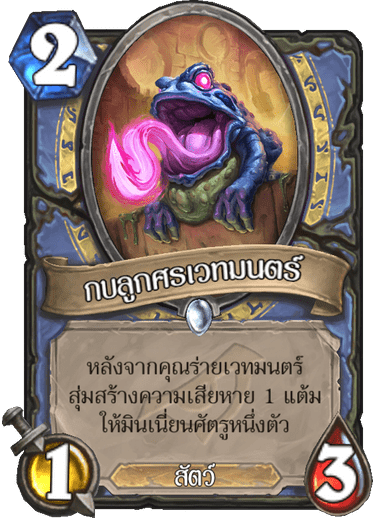 2
กบลูกศรเวทมนตร์
หลังจากคุณร่ายเวทมนตร์
สุ่มสร้างความเสียหาย 1 แต้ม
ให้มินเนี่ยนศัตรูหนึ่งตัว
สัตว์
1
3